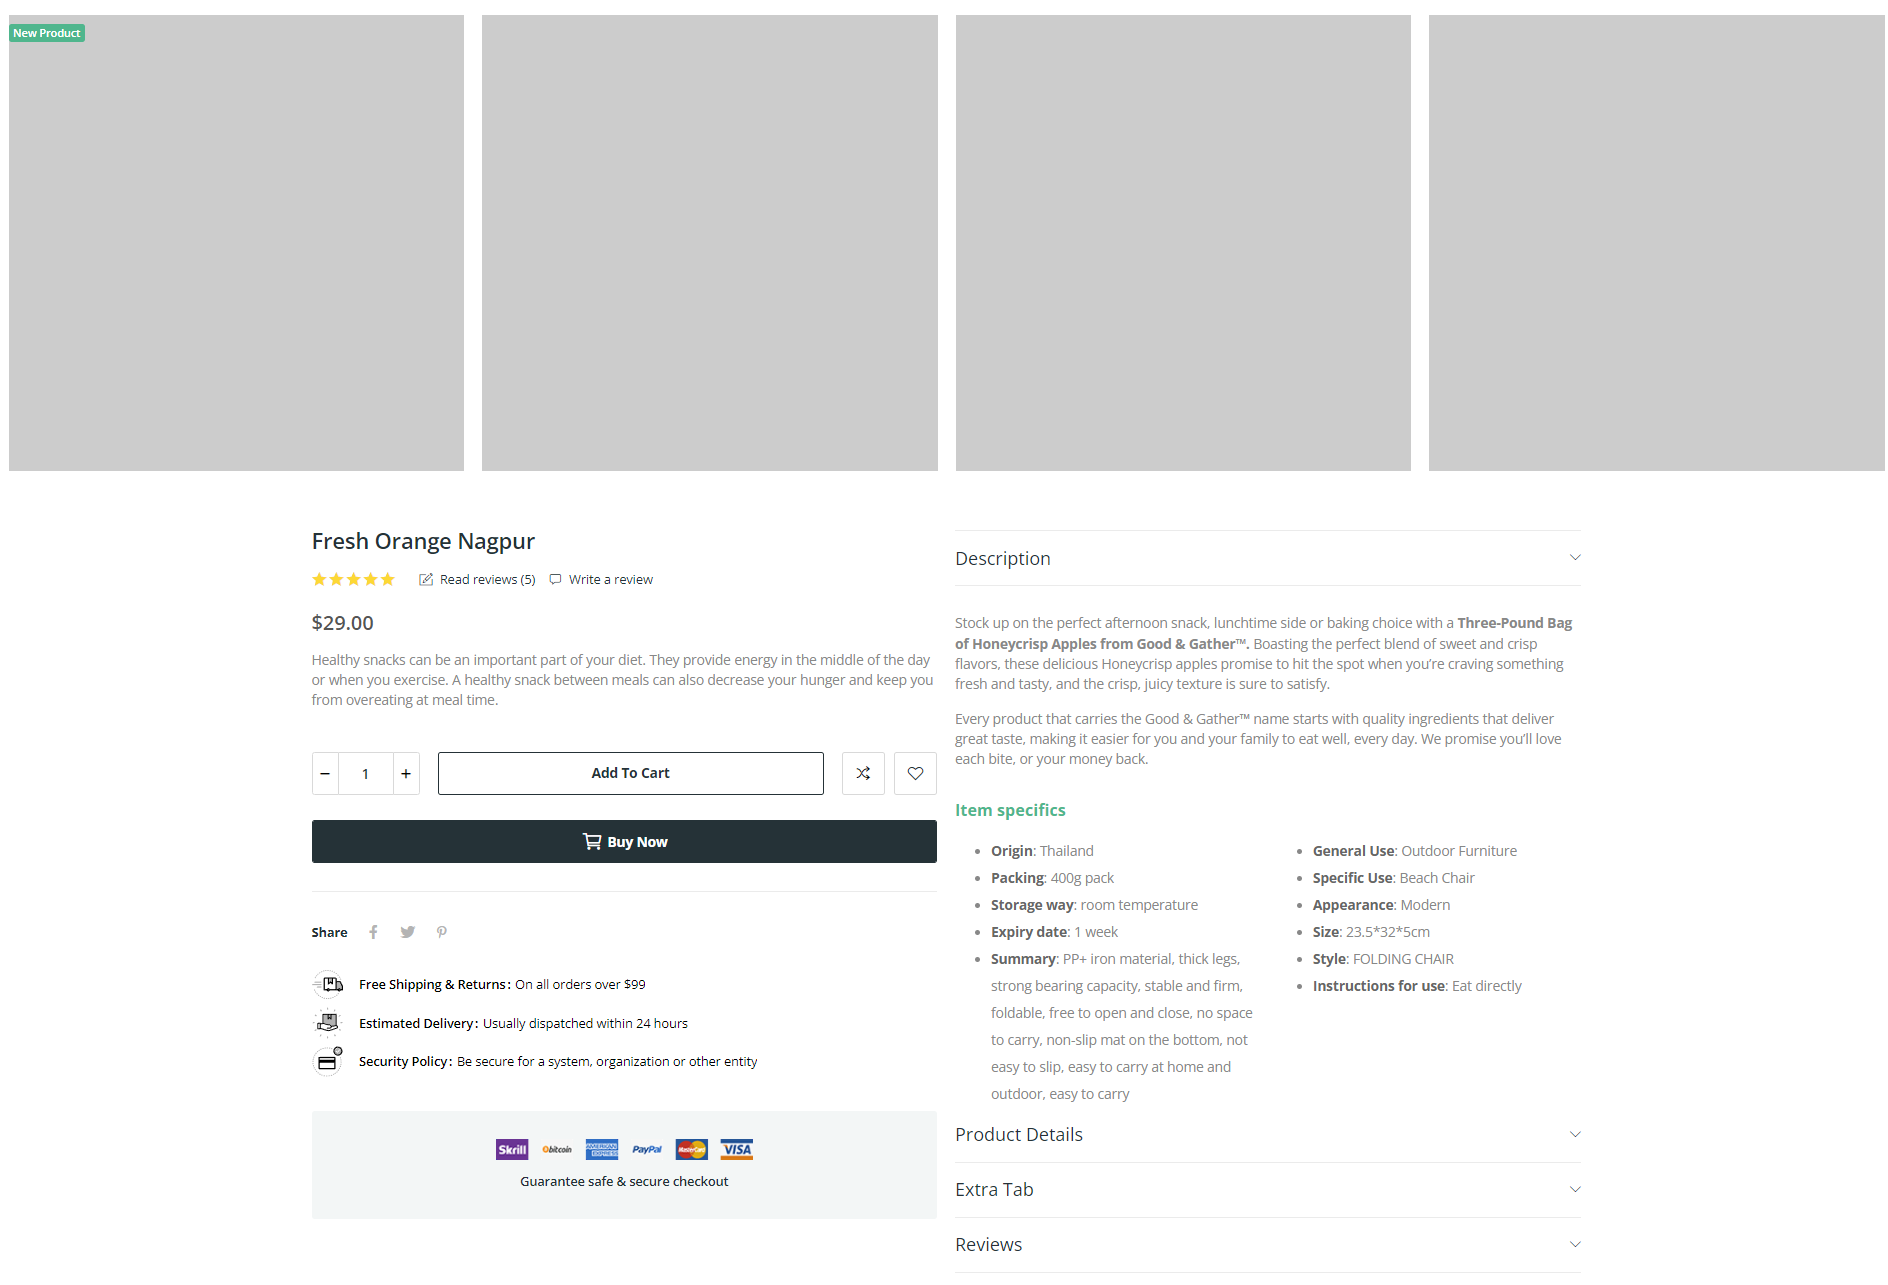 New Product
Fresh Orange Nagpur
Read reviews (5) Write a review
$29.00
Healthy snacks can be an important part of your diet. They provide energy in the middle of the day
or when you exercise. A healthy snack between meals can also decrease your hunger and keep you
from overeating at meal time.
− 1 + Add To Cart
Buy Now
Share
Free Shipping & Returns: On all orders over $99
Estimated Delivery: Usually dispatched within 24 hours
Security Policy: Be secure for a system, organization or other entity
Skrill bitcoin AMERICAN EXPRESS PayPal MasterCard VISA
Guarantee safe & secure checkout
Description
Stock up on the perfect afternoon snack, lunchtime side or baking choice with a Three-Pound Bag
of Honeycrisp Apples from Good & Gather™. Boasting the perfect blend of sweet and crisp
flavors, these delicious Honeycrisp apples promise to hit the spot when you’re craving something
fresh and tasty, and the crisp, juicy texture is sure to satisfy.
Every product that carries the Good & Gather™ name starts with quality ingredients that deliver
great taste, making it easier for you and your family to eat well, every day. We promise you’ll love
each bite, or your money back.
Item specifics
Origin: Thailand
Packing: 400g pack
Storage way: room temperature
Expiry date: 1 week
Summary: PP+ iron material, thick legs,
strong bearing capacity, stable and firm,
foldable, free to open and close, no space
to carry, non-slip mat on the bottom, not
easy to slip, easy to carry at home and
outdoor, easy to carry
General Use: Outdoor Furniture
Specific Use: Beach Chair
Appearance: Modern
Size: 23.5*32*5cm
Style: FOLDING CHAIR
Instructions for use: Eat directly
Product Details
Extra Tab
Reviews